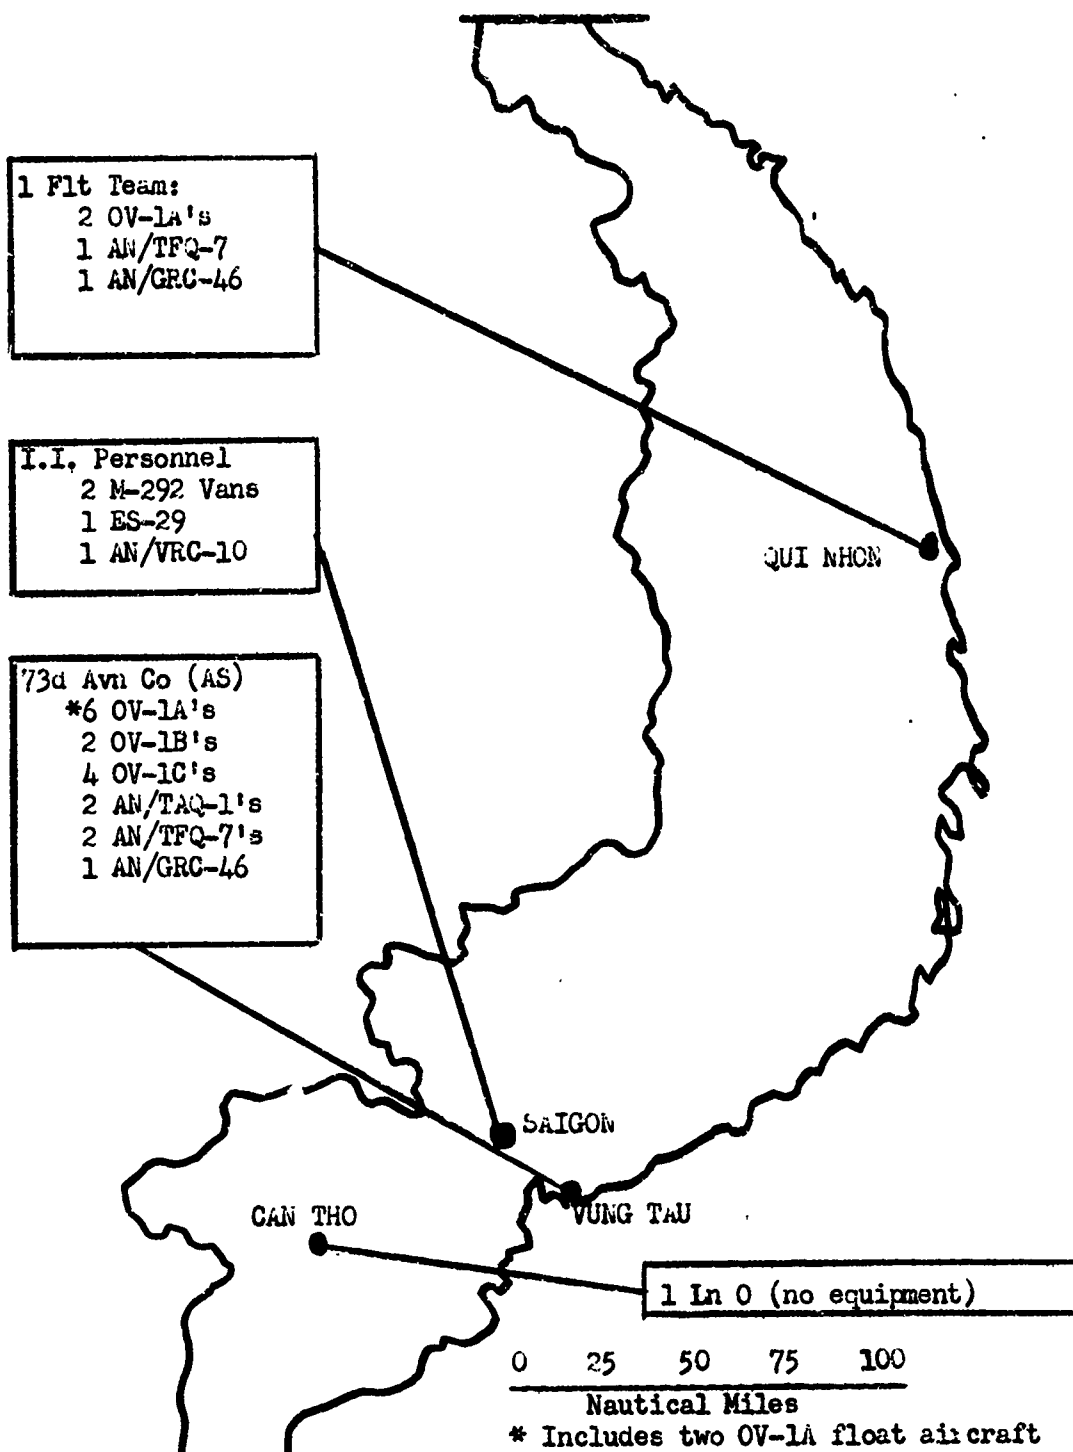 1 Flt Team:
2 OV-1A's
1 AN/TFQ-7
1 AN/GRC-46
I.I. Personnel
2 M-292 Vans
1 ES-29
1 AN/VRC-10
73d Avn Co (AS)
*6 OV-1A's
2 OV-1B's
4 OV-1C's
2 AN/TAQ-1's
2 AN/TFQ-7's
1 AN/GRC-46
QUI NHON
SAIGON
VUNG TAU
CAN THO
1 Ln O (no equipment)
0 25 50 75 100
Nautical Miles
* Includes two OV-1A float aircraft